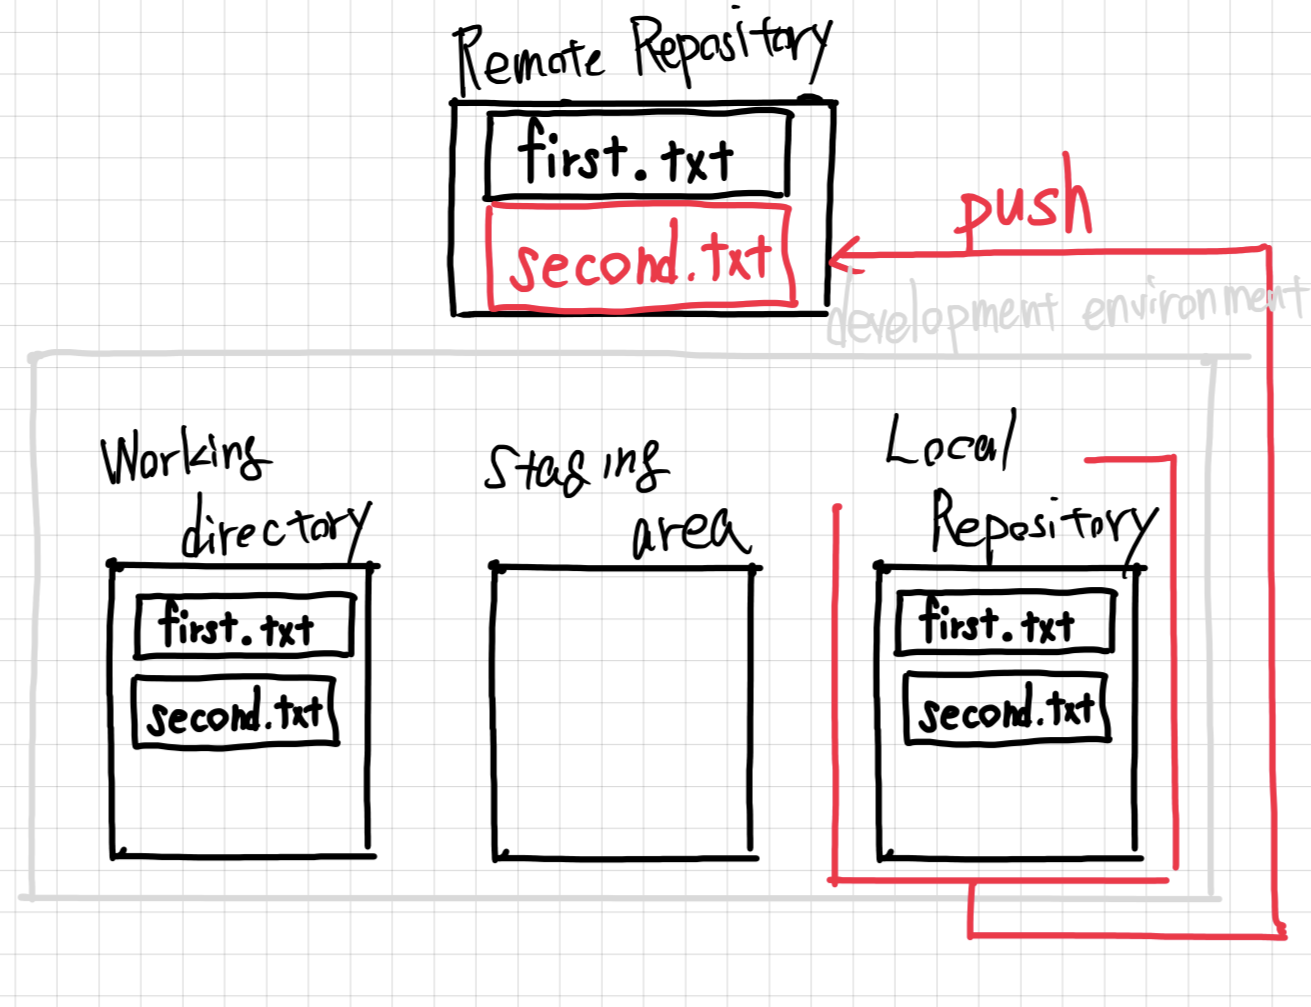 Remote Repository
first.txt
second.txt
push
development environment
Working
directory
first.txt
second.txt
Staging
area
Local
Repository
first.txt
second.txt